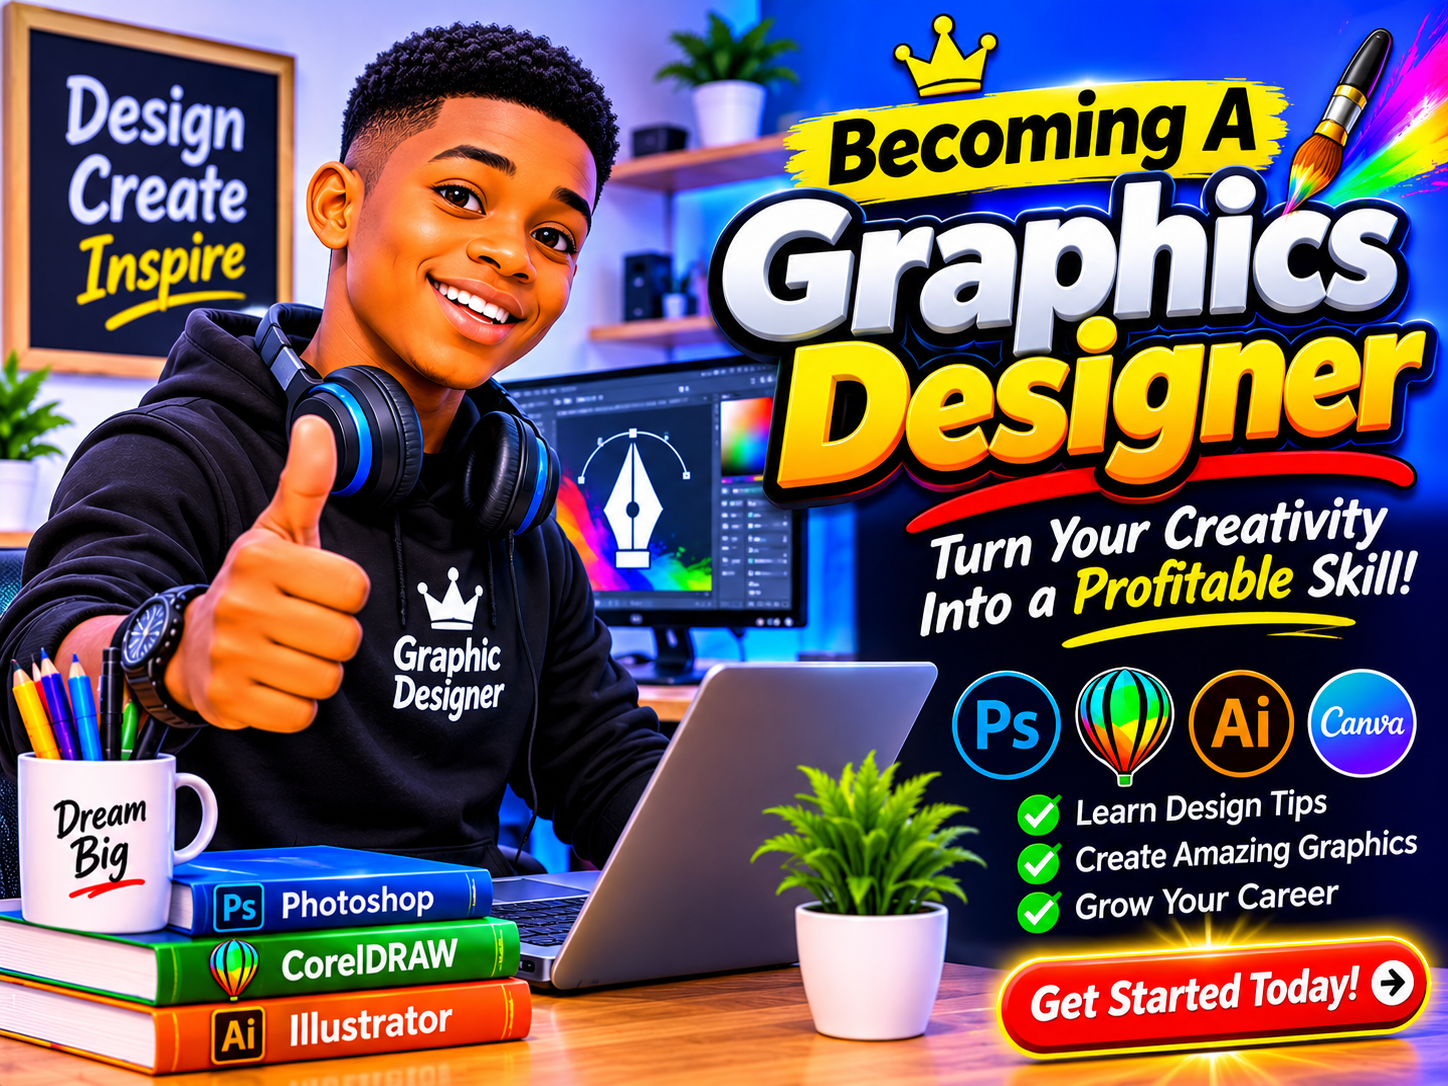 Design
Create
Inspire
Becoming A
Graphics
Designer
Turn Your Creativity
Into a Profitable Skill!
Graphic
Designer
Ps
Ai
Canva
Learn Design Tips
Create Amazing Graphics
Grow Your Career
Get Started Today!
Dream
Big
Ps Photoshop
CorelDRAW
Ai Illustrator